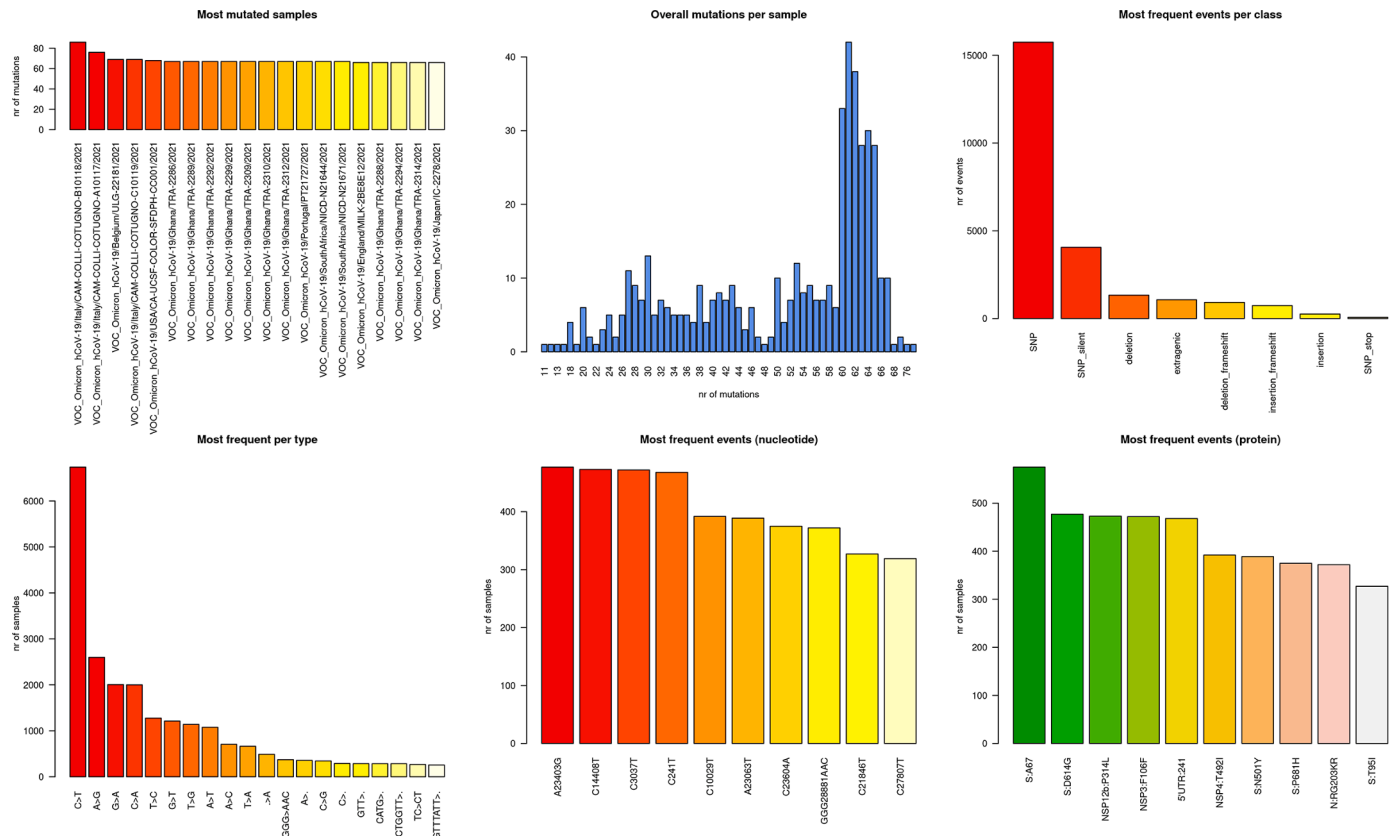 Most mutated samples
nr of mutations
0
20
40
60
80
VOC_Omicron_hCoV-19/Italy/CAM-COLLI-COTUGNO-B10118/2021
VOC_Omicron_hCoV-19/Italy/CAM-COLLI-COTUGNO-A10117/2021
VOC_Omicron_hCoV-19/Belgium/ULG-22181/2021
VOC_Omicron_hCoV-19/Italy/CAM-COLLI-COTUGNO-C10119/2021
VOC_Omicron_hCoV-19/USA/CA-UCSF-COLOR-SFDPH-CC001/2021
VOC_Omicron_hCoV-19/Ghana/TRA-2286/2021
VOC_Omicron_hCoV-19/Ghana/TRA-2289/2021
VOC_Omicron_hCoV-19/Ghana/TRA-2292/2021
VOC_Omicron_hCoV-19/Ghana/TRA-2299/2021
VOC_Omicron_hCoV-19/Ghana/TRA-2309/2021
VOC_Omicron_hCoV-19/Ghana/TRA-2310/2021
VOC_Omicron_hCoV-19/Ghana/TRA-2312/2021
VOC_Omicron_hCoV-19/Portugal/PT21727/2021
VOC_Omicron_hCoV-19/SouthAfrica/NICD-N21644/2021
VOC_Omicron_hCoV-19/SouthAfrica/NICD-N21671/2021
VOC_Omicron_hCoV-19/England/MILK-2BE8E12/2021
VOC_Omicron_hCoV-19/Ghana/TRA-2288/2021
VOC_Omicron_hCoV-19/Ghana/TRA-2294/2021
VOC_Omicron_hCoV-19/Ghana/TRA-2314/2021
VOC_Omicron_hCoV-19/Japan/IC-2278/2021
Overall mutations per sample
0
10
20
30
40
11
13
18
20
22
24
26
28
30
32
34
36
38
40
42
44
46
48
50
52
54
56
58
60
62
64
66
68
76
nr of mutations
Most frequent events per class
nr of events
0
5000
10000
15000
SNP
SNP_silent
deletion
extragenic
deletion_frameshift
insertion_frameshift
insertion
SNP_stop
Most frequent per type
nr of samples
0
1000
2000
3000
4000
5000
6000
C>T
A>G
G>A
C>A
T>C
G>T
T>G
A>T
A>C
T>A
.>A
GGG>AAC
A>.
C>G
C>.
GTT>.
CATG>.
CTGGTT>.
TC>CT
GTTTATT>.
Most frequent events (nucleotide)
nr of samples
0
100
200
300
400
A23403G
C14408T
C3037T
C241T
C10029T
A23063T
C23604A
GGG28881AAC
C21846T
C27807T
Most frequent events (protein)
nr of samples
0
100
200
300
400
500
S:A67
S:D614G
NSP12b:P314L
NSP3:F106F
5'UTR:241
NSP4:T492I
S:N501Y
S:P681H
N:RG203KR
S:T95I